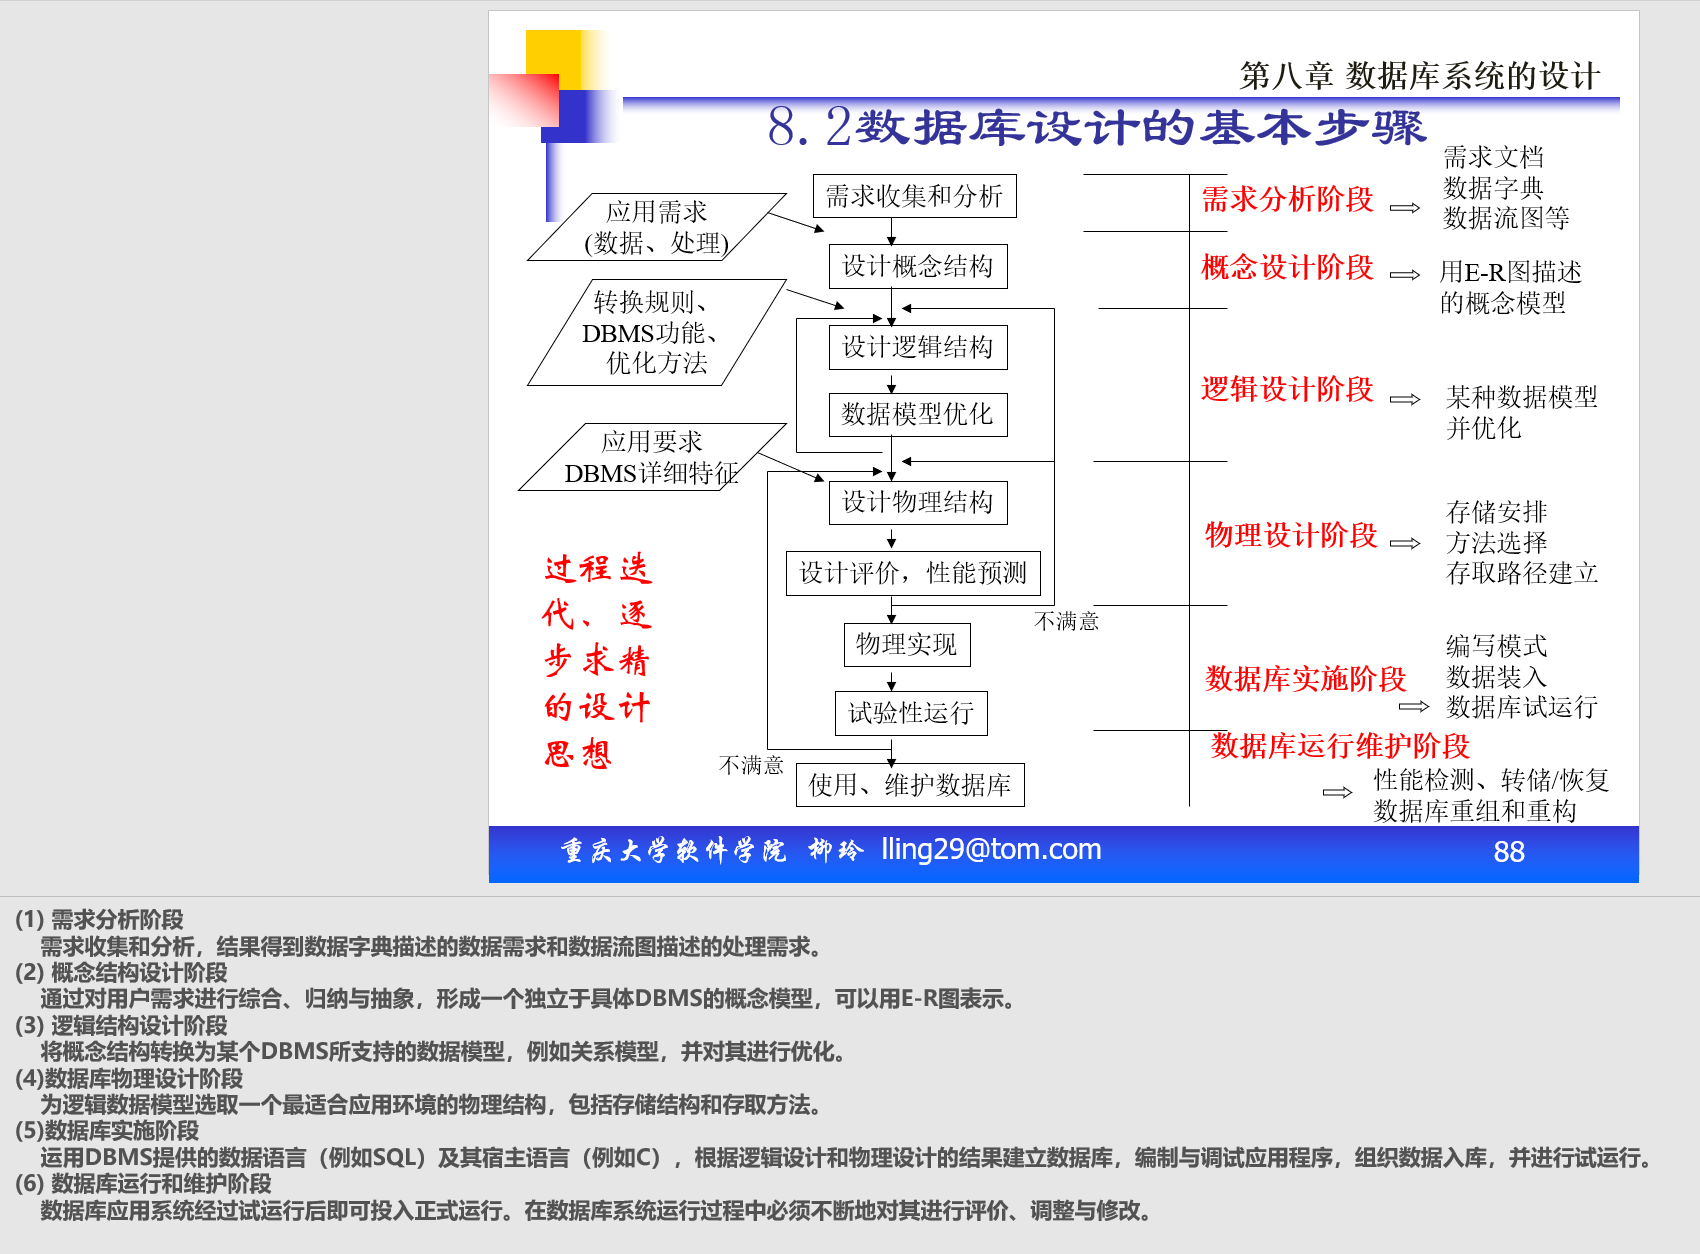 第八章 数据库系统的设计
8.2数据库设计的基本步骤
应用需求
(数据、处理)
转换规则、
DBMS功能、
优化方法
应用要求
DBMS详细特征
过程迭
代、逐
步求精
的设计
思想
需求收集和分析
设计概念结构
设计逻辑结构
数据模型优化
设计物理结构
设计评价，性能预测
不满意
物理实现
试验性运行
不满意
使用、维护数据库
需求分析阶段
需求文档
数据字典
数据流图等
概念设计阶段
用E-R图描述
的概念模型
逻辑设计阶段
某种数据模型
并优化
物理设计阶段
存储安排
方法选择
存取路径建立
数据库实施阶段
编写模式
数据装入
数据库试运行
数据库运行维护阶段
性能检测、转储/恢复
数据库重组和重构
重庆大学软件学院 柳玲 lling29@tom.com
88
(1) 需求分析阶段
需求收集和分析，结果得到数据字典描述的数据需求和数据流图描述的处理需求。
(2) 概念结构设计阶段
通过对用户需求进行综合、归纳与抽象，形成一个独立于具体DBMS的概念模型，可以用E-R图表示。
(3) 逻辑结构设计阶段
将概念结构转换为某个DBMS所支持的数据模型，例如关系模型，并对其进行优化。
(4)数据库物理设计阶段
为逻辑数据模型选取一个最适合应用环境的物理结构，包括存储结构和存取方法。
(5)数据库实施阶段
运用DBMS提供的数据语言（例如SQL）及其宿主语言（例如C），根据逻辑设计和物理设计的结果建立数据库，编制与调试应用程序，组织数据入库，并进行试运行。
(6) 数据库运行和维护阶段
数据库应用系统经过试运行后即可投入正式运行。在数据库系统运行过程中必须不断地对其进行评价、调整与修改。